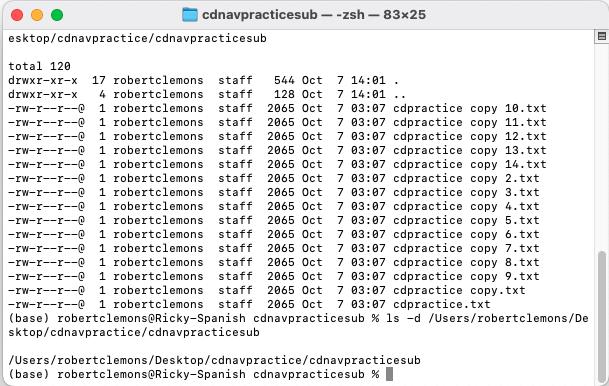 cdnavpracticesub — -zsh — 83×25
esktop/cdnavpractice/cdnavpracticesub
total 120
drwxr-xr-x  17 robertclemons  staff   544 Oct  7 14:01 .
drwxr-xr-x   4 robertclemons  staff   128 Oct  7 14:01 ..
-rw-r--r--@  1 robertclemons  staff  2065 Oct  7 03:07 cdpractice copy 10.txt
-rw-r--r--@  1 robertclemons  staff  2065 Oct  7 03:07 cdpractice copy 11.txt
-rw-r--r--@  1 robertclemons  staff  2065 Oct  7 03:07 cdpractice copy 12.txt
-rw-r--r--@  1 robertclemons  staff  2065 Oct  7 03:07 cdpractice copy 13.txt
-rw-r--r--@  1 robertclemons  staff  2065 Oct  7 03:07 cdpractice copy 14.txt
-rw-r--r--@  1 robertclemons  staff  2065 Oct  7 03:07 cdpractice copy 2.txt
-rw-r--r--@  1 robertclemons  staff  2065 Oct  7 03:07 cdpractice copy 3.txt
-rw-r--r--@  1 robertclemons  staff  2065 Oct  7 03:07 cdpractice copy 4.txt
-rw-r--r--@  1 robertclemons  staff  2065 Oct  7 03:07 cdpractice copy 5.txt
-rw-r--r--@  1 robertclemons  staff  2065 Oct  7 03:07 cdpractice copy 6.txt
-rw-r--r--@  1 robertclemons  staff  2065 Oct  7 03:07 cdpractice copy 7.txt
-rw-r--r--@  1 robertclemons  staff  2065 Oct  7 03:07 cdpractice copy 8.txt
-rw-r--r--@  1 robertclemons  staff  2065 Oct  7 03:07 cdpractice copy 9.txt
-rw-r--r--@  1 robertclemons  staff  2065 Oct  7 03:07 cdpractice copy.txt
-rw-r--r--@  1 robertclemons  staff  2065 Oct  7 03:07 cdpractice.txt
(base) robertclemons@Ricky-Spanish cdnavpracticesub % ls -d /Users/robertclemons/De
sktop/cdnavpractice/cdnavpracticesub
/Users/robertclemons/Desktop/cdnavpractice/cdnavpracticesub
(base) robertclemons@Ricky-Spanish cdnavpracticesub %